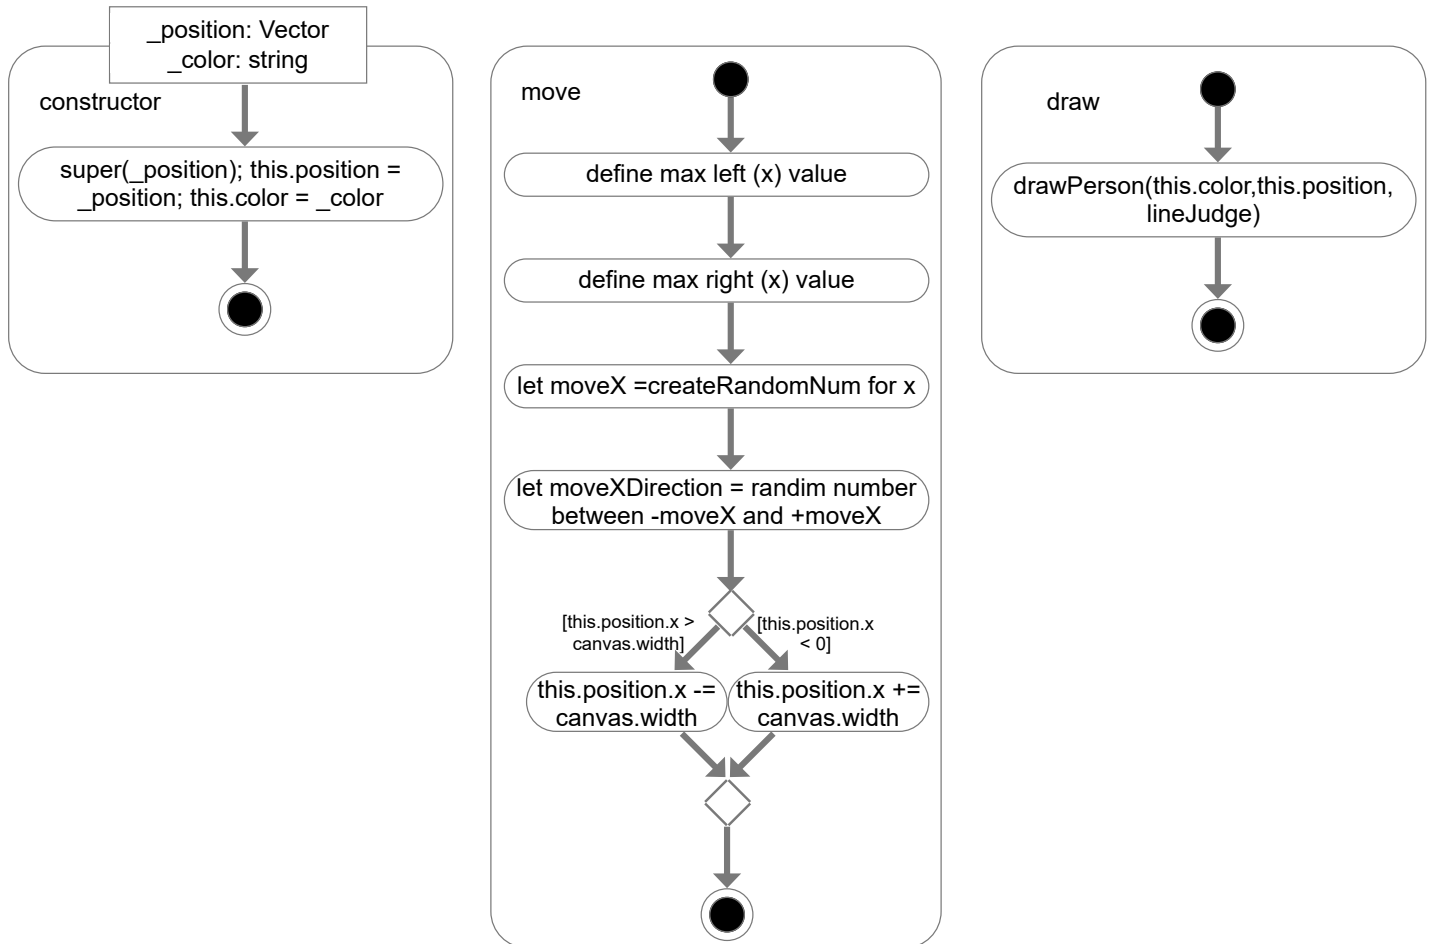 _position: Vector
_color: string
constructor
super(_position); this.position =
_position; this.color = _color
move
define max left (x) value
define max right (x) value
let moveX =createRandomNum for x
let moveXDirection = randim number
between -moveX and +moveX
[this.position.x >
canvas.width]
[this.position.x
< 0]
this.position.x -=
canvas.width
this.position.x +=
canvas.width
draw
drawPerson(this.color,this.position,
lineJudge)